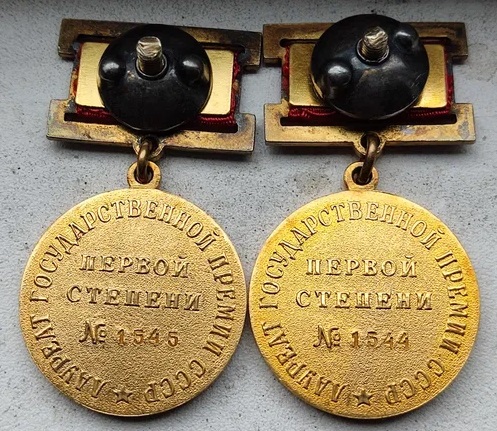 ЛАУРЕАТ ГОСУДАРСТВЕННОЙ ПРЕМИИ СССР
ПЕРВОЙ
СТЕПЕНИ
№ 1545
ЛАУРЕАТ ГОСУДАРСТВЕННОЙ ПРЕМИИ СССР
ПЕРВОЙ
СТЕПЕНИ
№ 1544